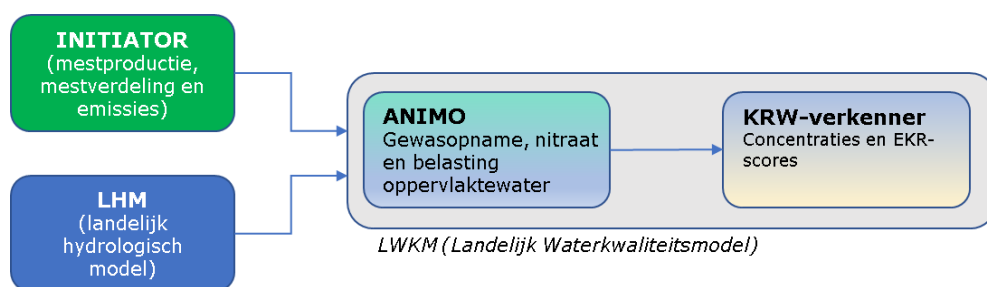 INITIATOR
(mestproductie,
mestverdeling en
emissies)
LHM
(landelijk
hydrologisch
model)
ANIMO
Gewasopname, nitraat
en belasting
oppervlaktewater
KRW-verkenner
Concentraties en EKR-
scores
LWKM (Landelijk Waterkwaliteitsmodel)